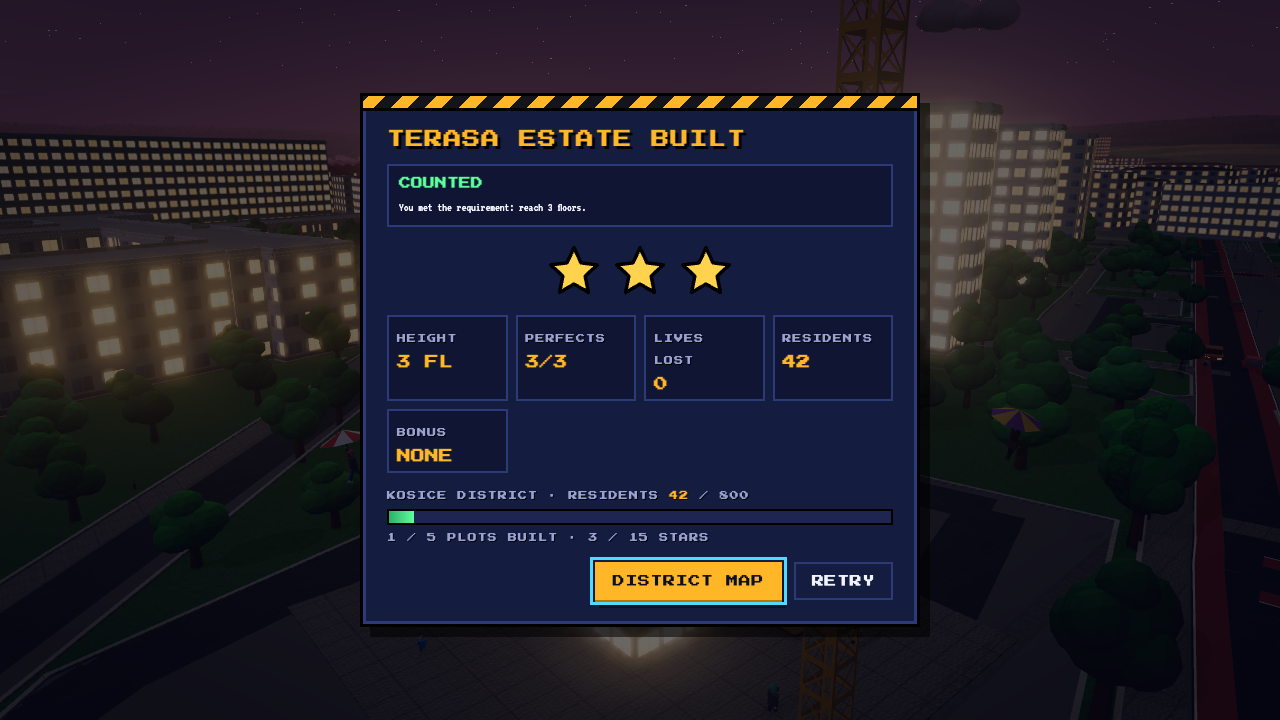 TERASA ESTATE BUILT
COUNTED
You met the requirement: reach 3 floors.
HEIGHT
3 FL
PERFECTS
3/3
LIVES
LOST
0
RESIDENTS
42
BONUS
NONE
KOSICE DISTRICT · RESIDENTS 42 / 800
1 / 5 PLOTS BUILT · 3 / 15 STARS
DISTRICT MAP
RETRY